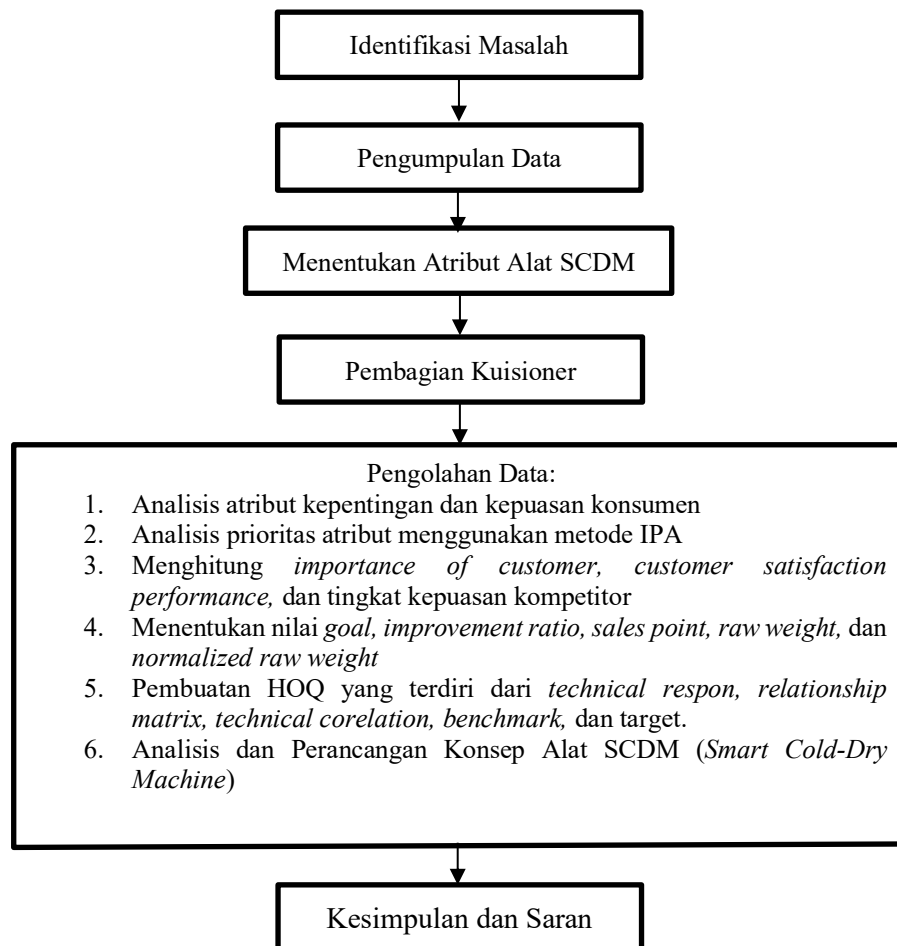 Identifikasi Masalah
Pengumpulan Data
Menentukan Atribut Alat SCDM
Pembagian Kuisioner
Pengolahan Data:
1. Analisis atribut kepentingan dan kepuasan konsumen
2. Analisis prioritas atribut menggunakan metode IPA
3. Menghitung importance of customer, customer satisfaction
performance, dan tingkat kepuasan kompetitor
4. Menentukan nilai goal, improvement ratio, sales point, raw weight, dan
normalized raw weight
5. Pembuatan HOQ yang terdiri dari technical respon, relationship
matrix, technical corelation, benchmark, dan target.
6. Analisis dan Perancangan Konsep Alat SCDM (Smart Cold-Dry
Machine)
Kesimpulan dan Saran